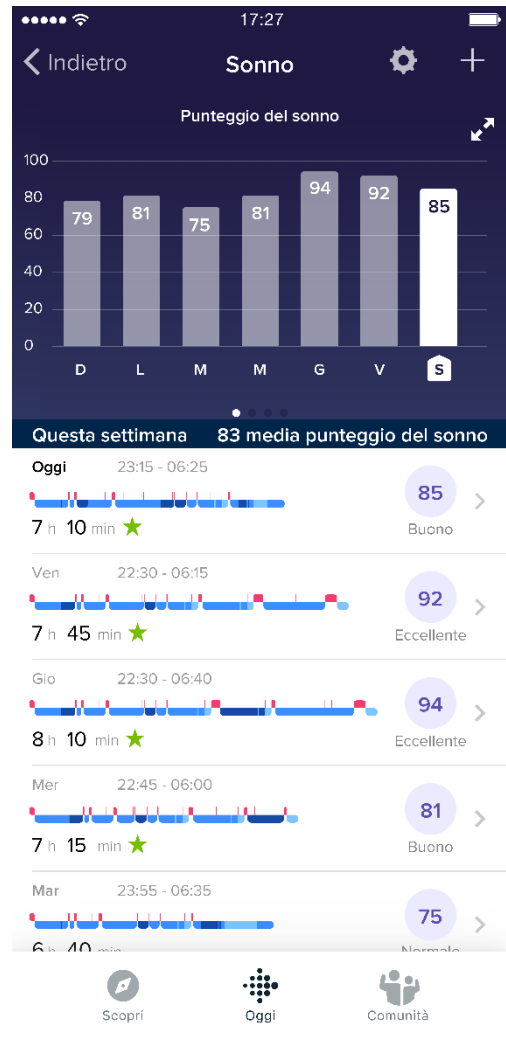 17:27
Indietro
Sonno
Punteggio del sonno
100
80
60
40
20
0
79
81
75
81
94
92
85
D L M M G V S
Questa settimana 83 media punteggio del sonno
Oggi 23:15 - 06:25
7 h 10 min
85
Buono
Ven 22:30 - 06:15
7 h 45 min
92
Eccellente
Gio 22:30 - 06:40
8 h 10 min
94
Eccellente
Mer 22:45 - 06:00
7 h 15 min
81
Buono
Mar 23:55 - 06:35
6 h 40 min
75
Normale
Scopri
Oggi
Comunità